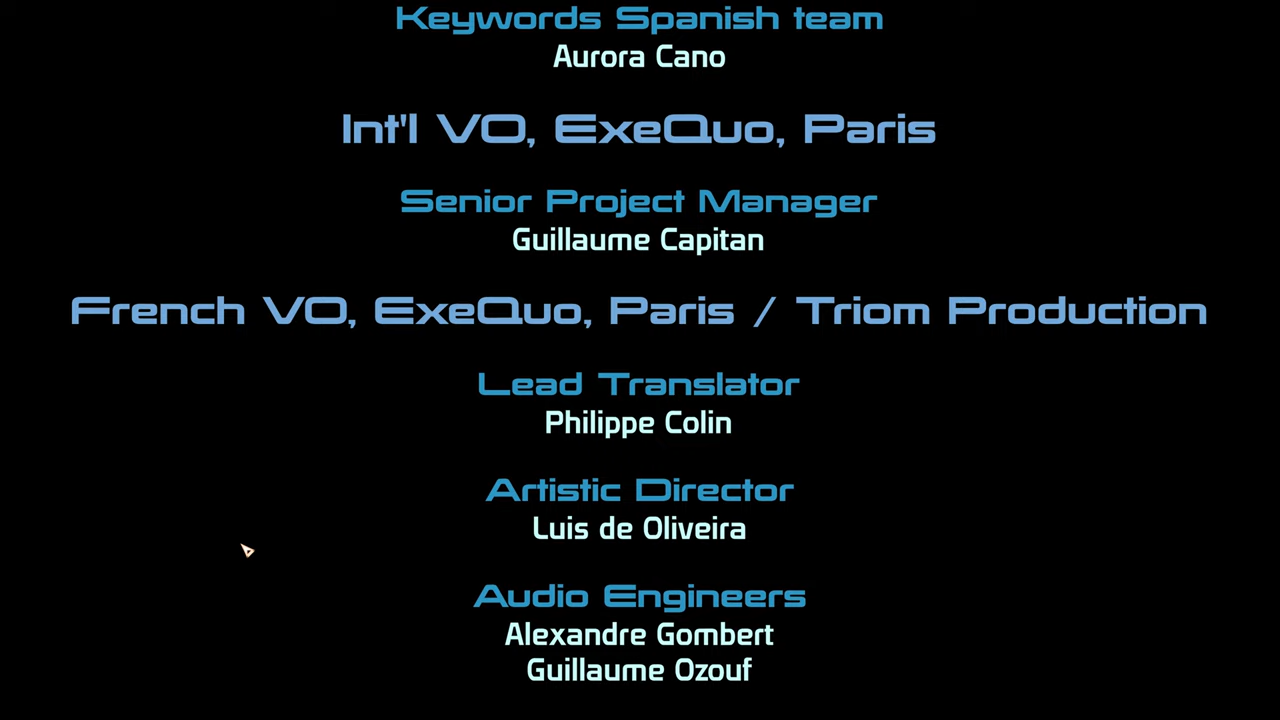 Keywords Spanish team
Aurora Cano
Int'l VO, ExeQuo, Paris
Senior Project Manager
Guillaume Capitan
French VO, ExeQuo, Paris / Triom Production
Lead Translator
Philippe Colin
Artistic Director
Luis de Oliveira
Audio Engineers
Alexandre Gombert
Guillaume Ozouf